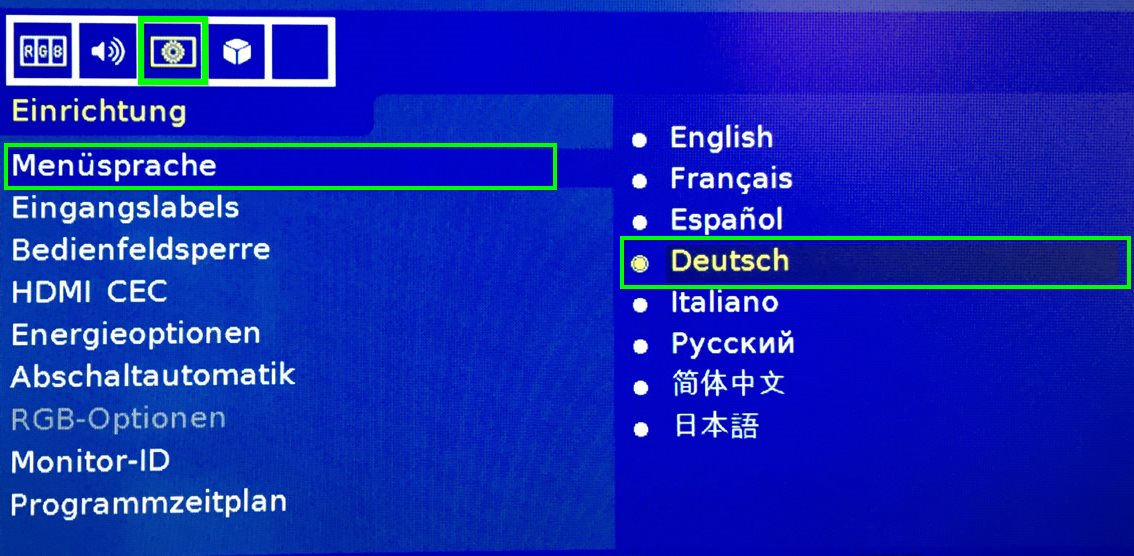 RGB
Einrichtung
Menüsprache
Eingangslabels
Bedienfeldsperre
HDMI CEC
Energieoptionen
Abschaltautomatik
RGB-Optionen
Monitor-ID
Programmzeitplan
English
Français
Español
Deutsch
Italiano
Русский
简体中文
日本語